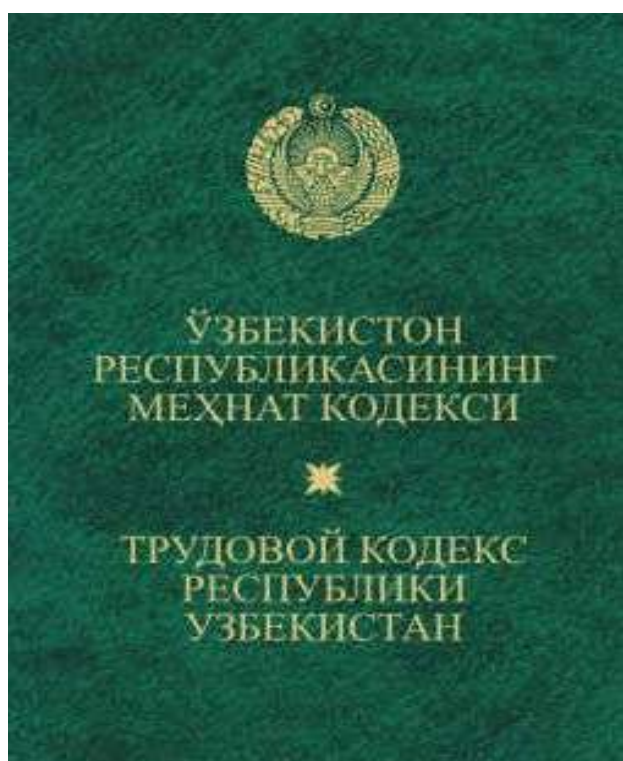 ЎЗБЕКИСТОН
РЕСПУБЛИКАСИНИНГ
МЕҲНАТ КОДЕКСИ
ТРУДОВОЙ КОДЕКС
РЕСПУБЛИКИ
УЗБЕКИСТАН